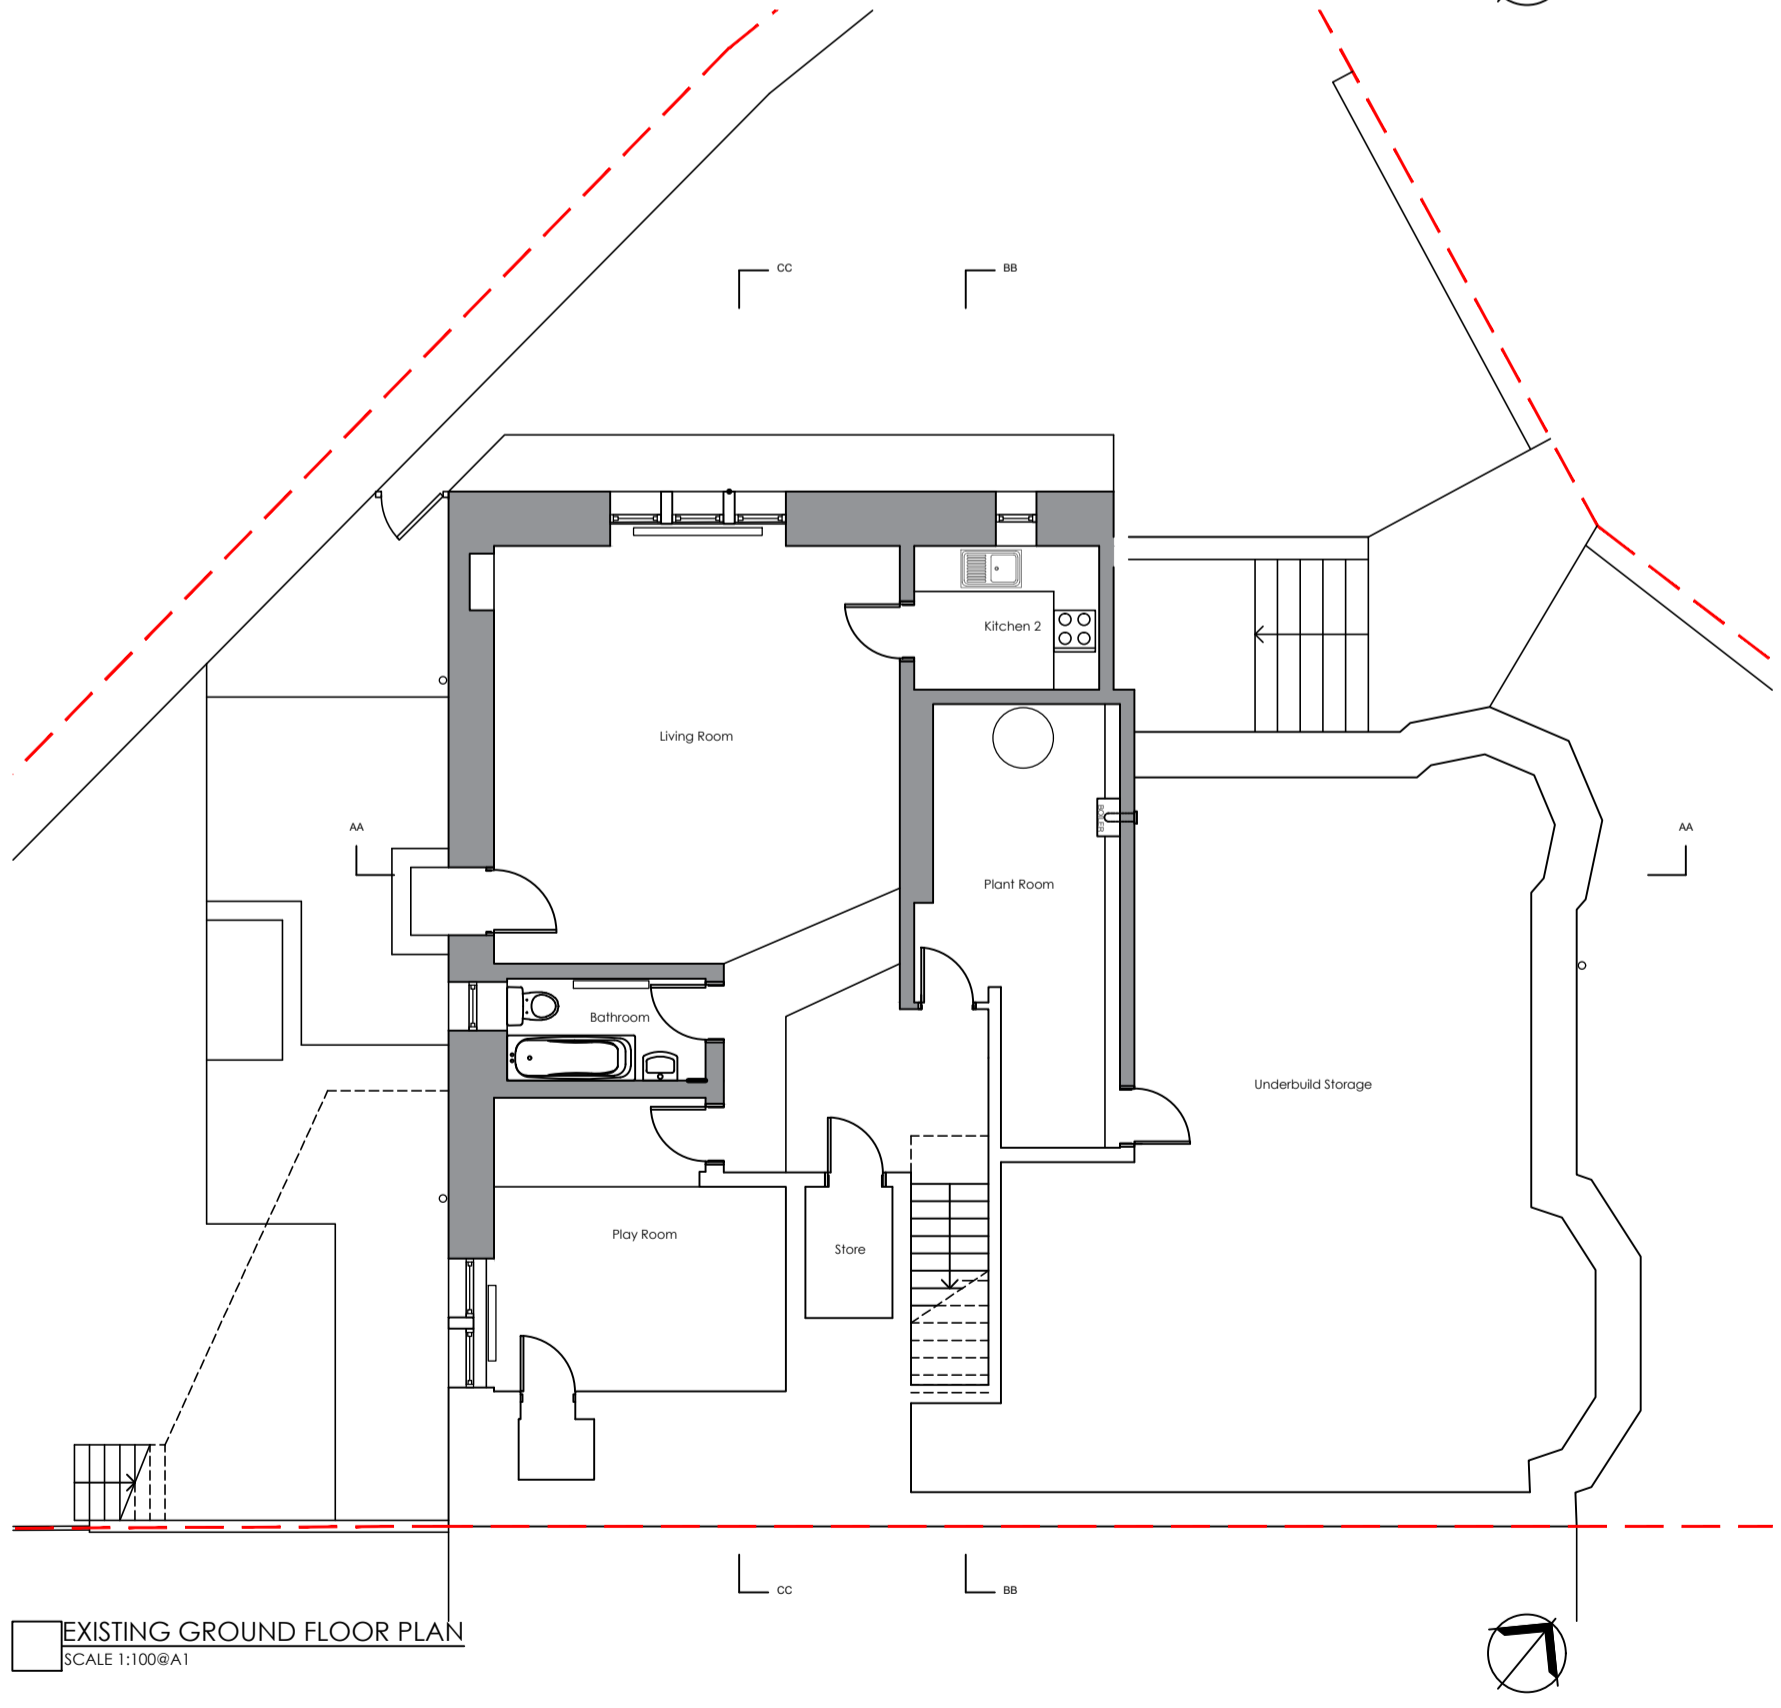 CC
BB
Kitchen 2
Living Room
AA
AA
BOILER
Plant Room
Bathroom
Underbuild Storage
Play Room
Store
CC
BB
EXISTING GROUND FLOOR PLAN
SCALE 1:100@A1